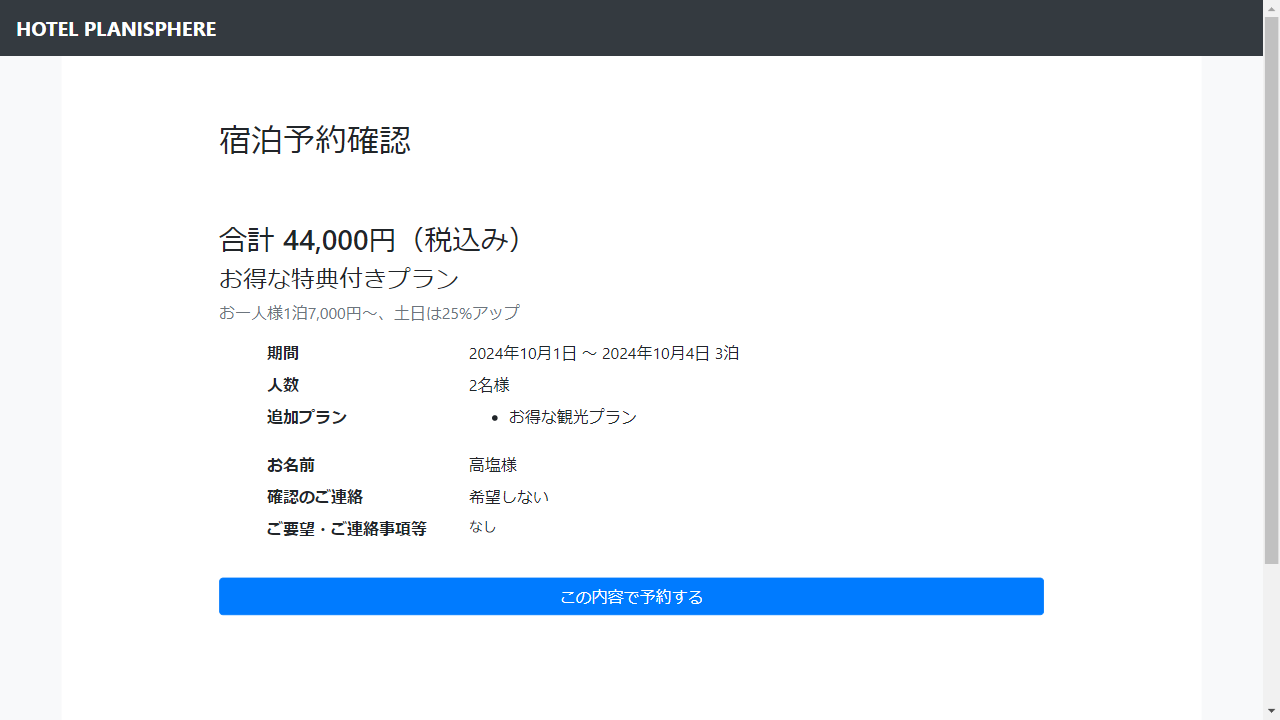 HOTEL PLANISPHERE
宿泊予約確認
合計 44,000円（税込み）
お得な特典付きプラン
お一人様1泊7,000円〜、土日は25%アップ
期間 2024年10月1日 〜 2024年10月4日 3泊
人数 2名様
追加プラン • お得な観光プラン
お名前 高塩様
確認のご連絡 希望しない
ご要望・ご連絡事項等 なし
この内容で予約する